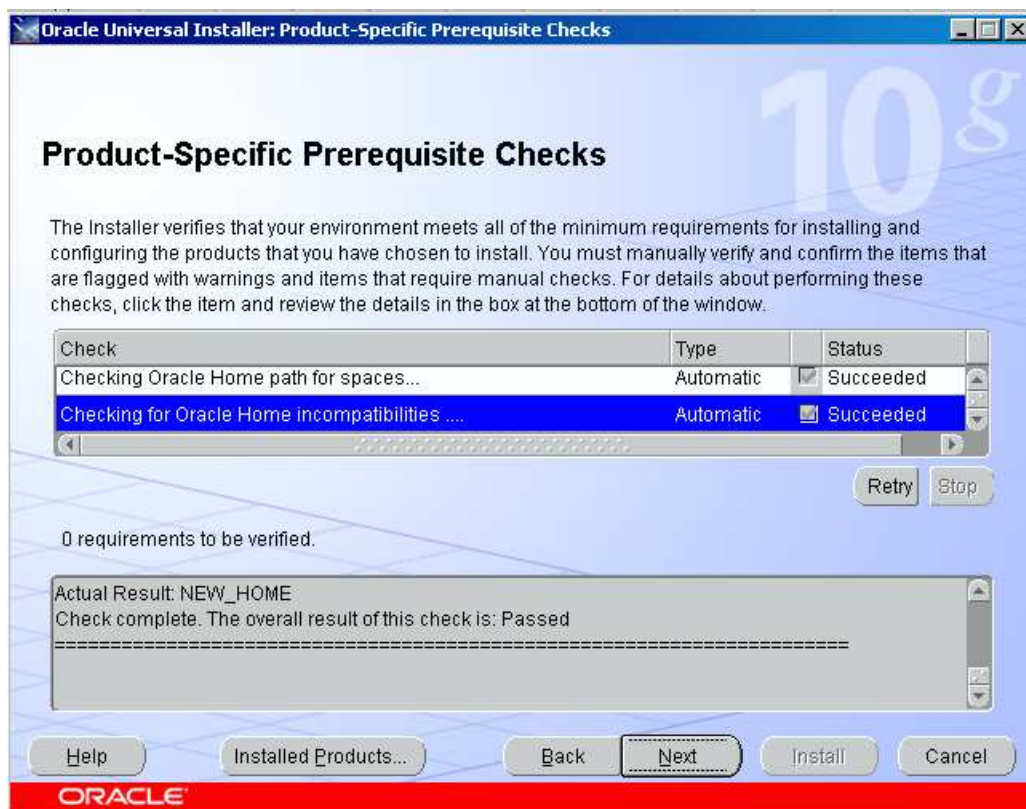 Oracle Universal Installer: Product-Specific Prerequisite Checks
10g
Product-Specific Prerequisite Checks
The Installer verifies that your environment meets all of the minimum requirements for installing and
configuring the products that you have chosen to install. You must manually verify and confirm the items that
are flagged with warnings and items that require manual checks. For details about performing these
checks, click the item and review the details in the box at the bottom of the window.
Check Type Status
Checking Oracle Home path for spaces... Automatic Succeeded
Checking for Oracle Home incompatibilities .... Automatic Succeeded
Retry Stop
0 requirements to be verified.
Actual Result: NEW_HOME
Check complete. The overall result of this check is: Passed
========================================================================
Help Installed Products... Back Next Install Cancel
ORACLE